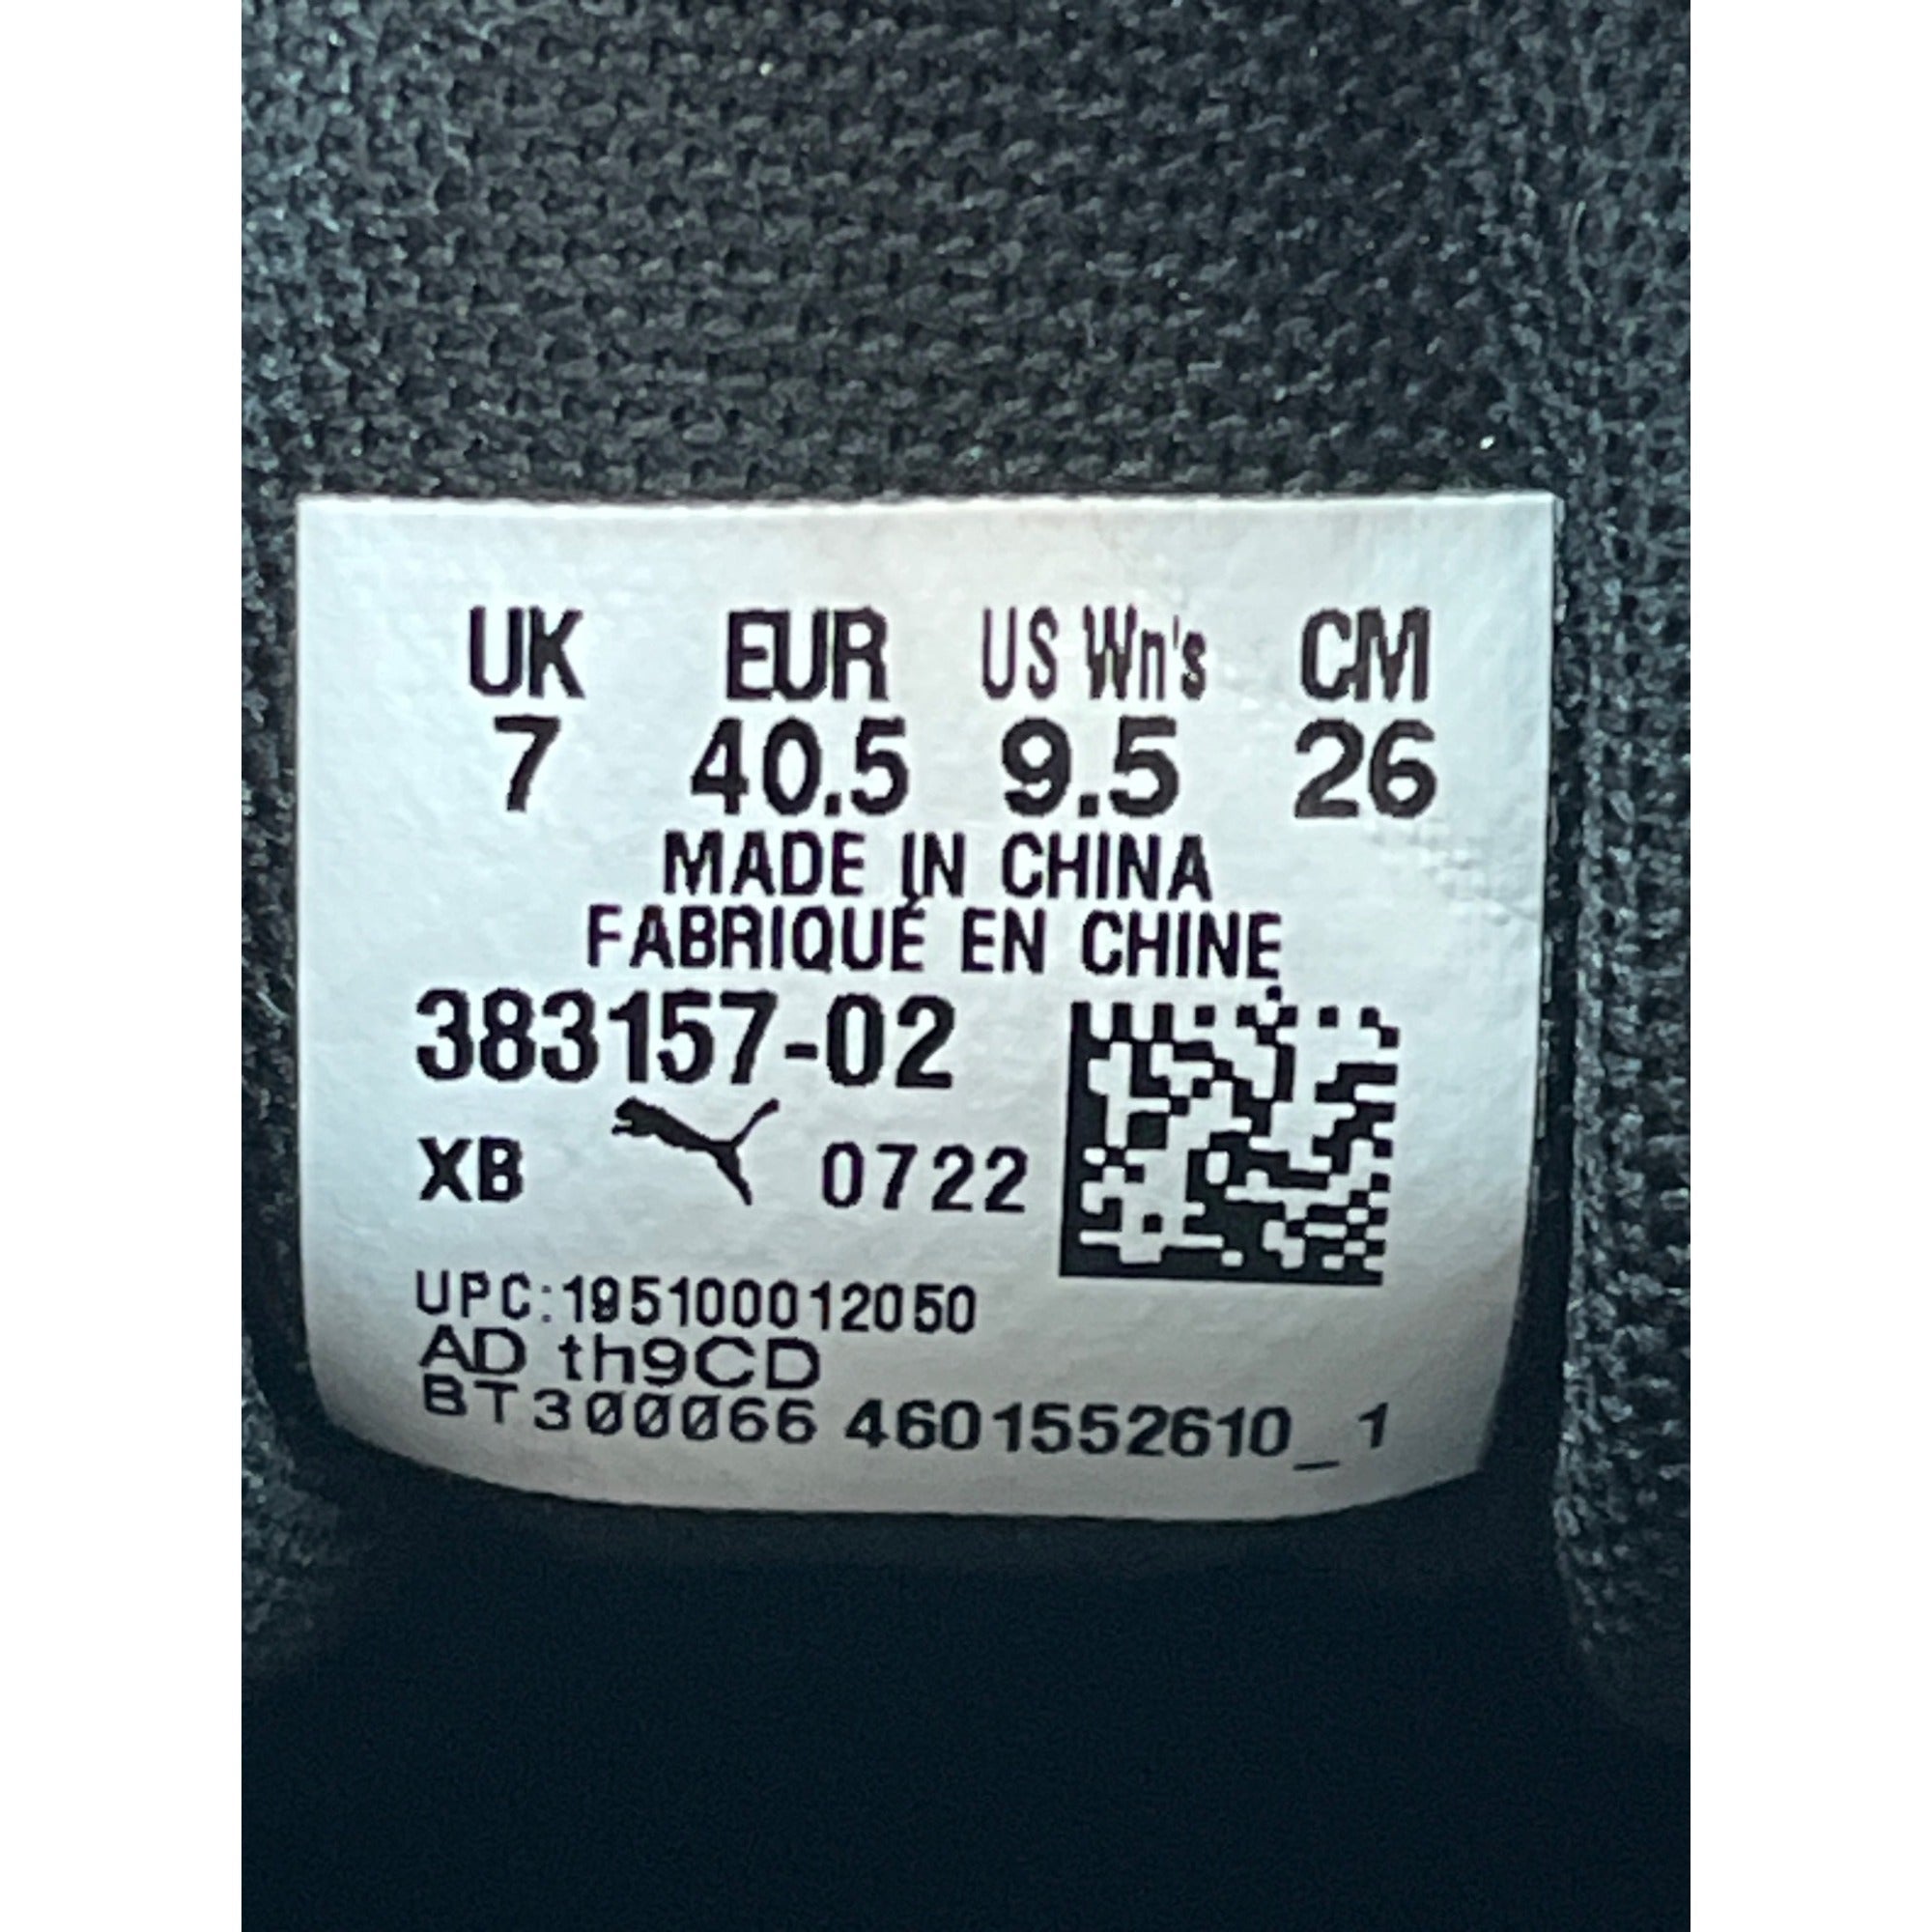 UK EUR US Wn's CM
7 40.5 9.5 26
MADE IN CHINA
FABRIQUÉ EN CHINE
383157-02
XB 0722
UPC:195100012050
AD th9CD
BT300066 4601552610_1